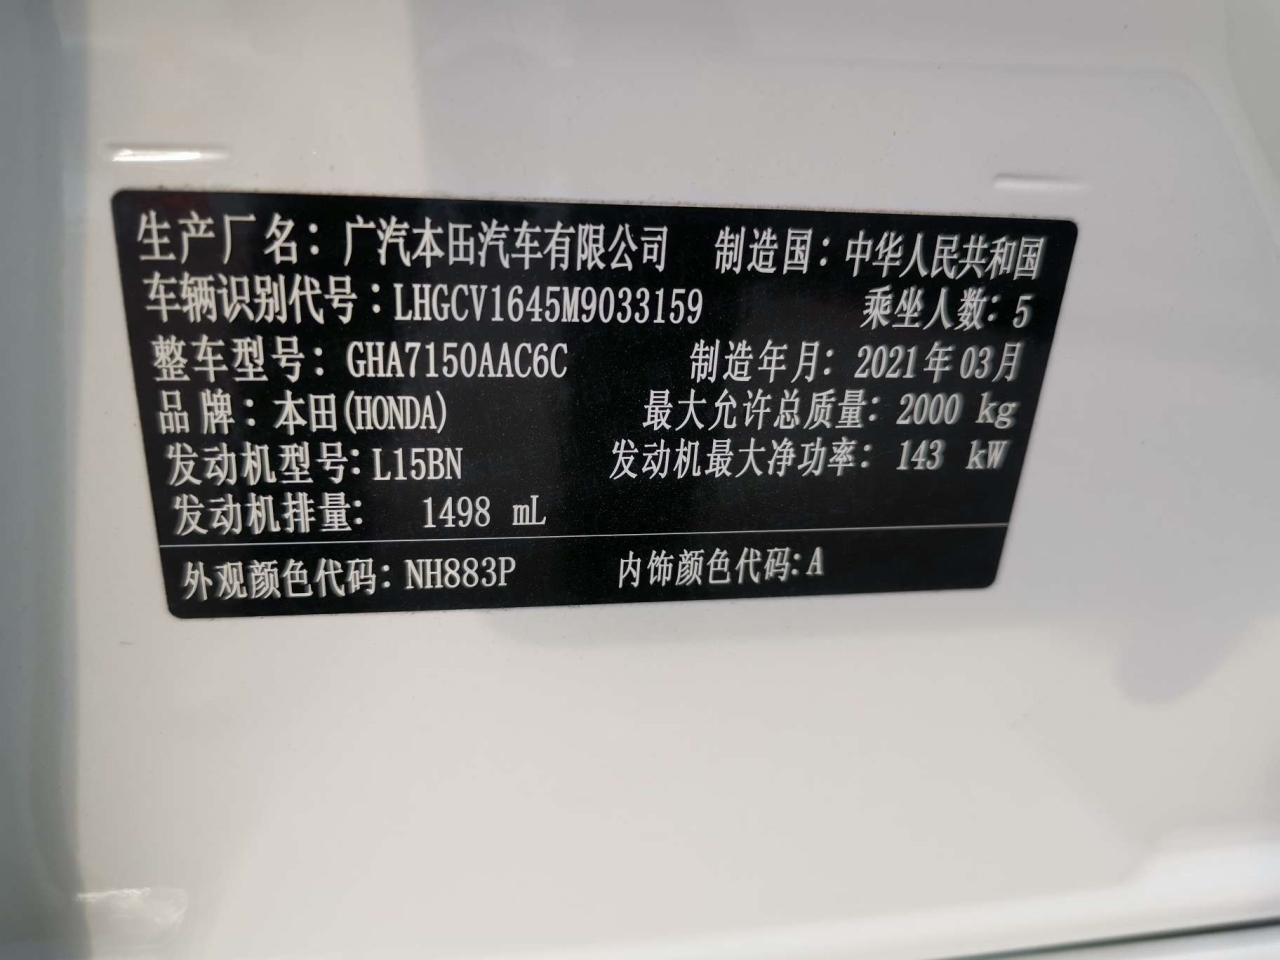 生产厂名：广汽本田汽车有限公司 制造国：中华人民共和国
车辆识别代号：LHGCV1645M9033159 乘坐人数：5
整车型号：GHA7150AAC6C 制造年月：2021年03月
品牌：本田(HONDA) 最大允许总质量：2000 kg
发动机型号：L15BN 发动机最大净功率：143 kW
发动机排量： 1498 mL
外观颜色代码：NH883P 内饰颜色代码：A